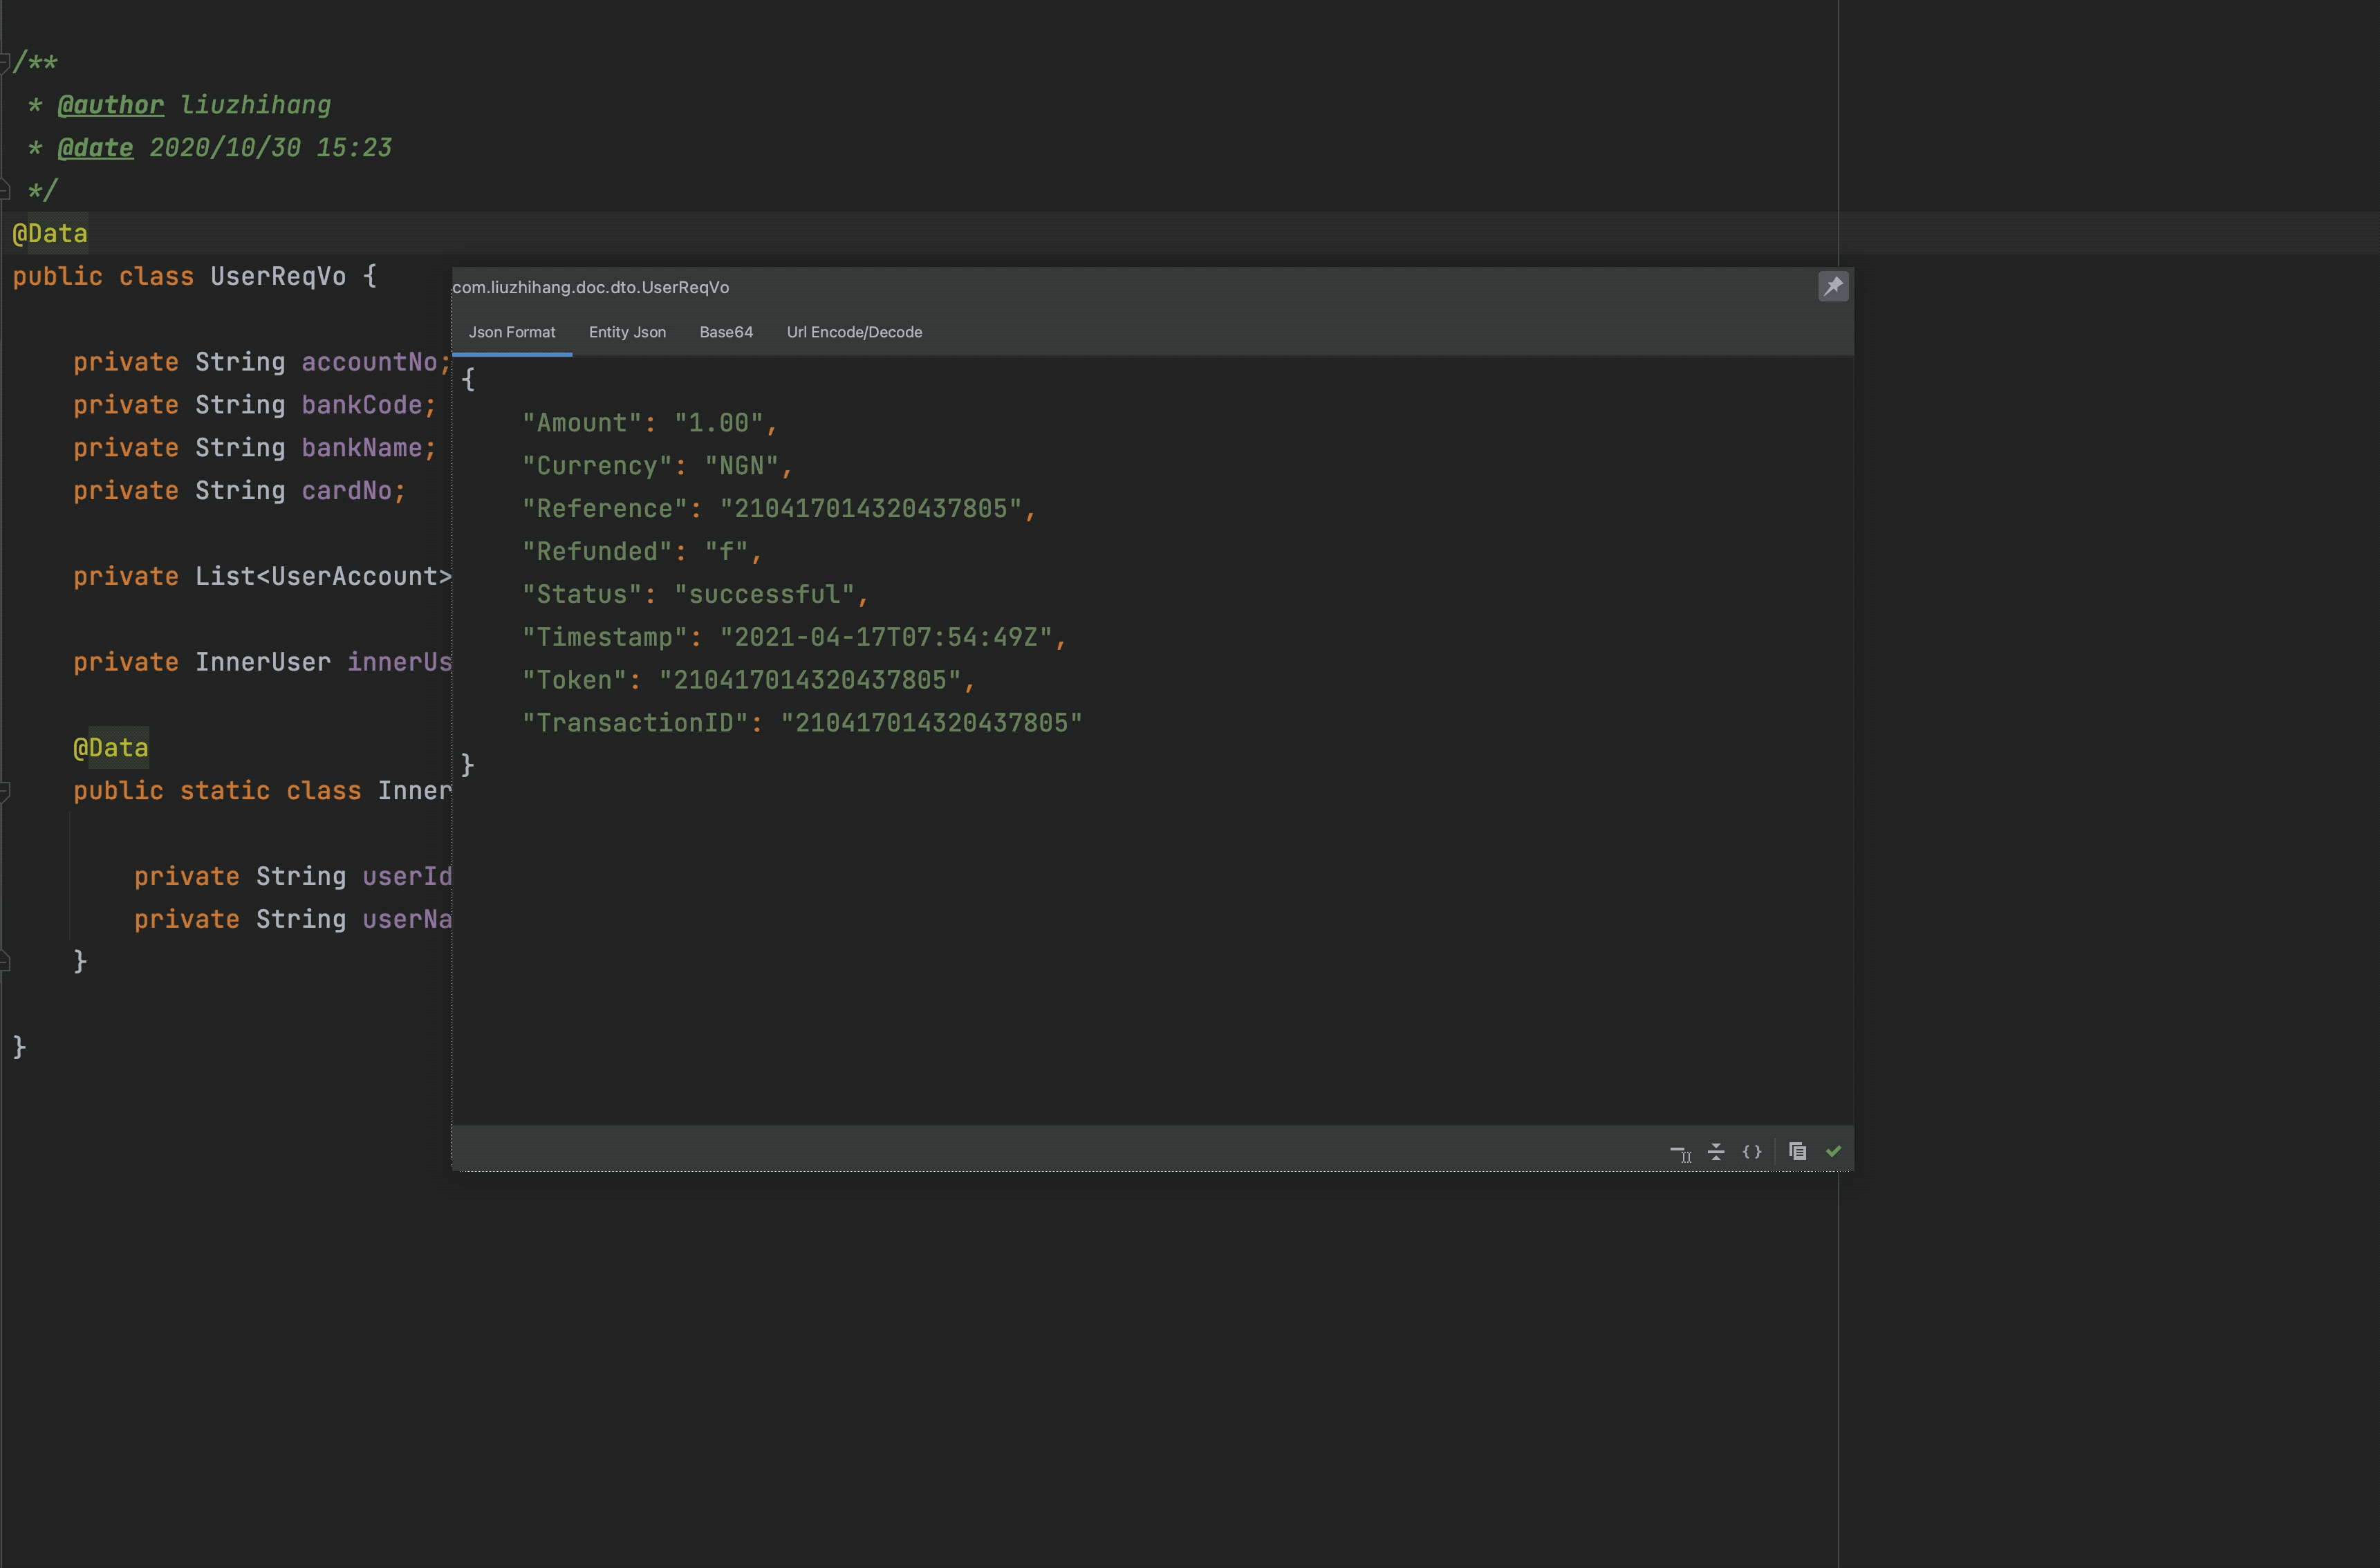 /**
* @author liuzhihang
* @date 2020/10/30 15:23
*/
@Data
public class UserReqVo {
private String accountNo;
private String bankCode;
private String bankName;
private String cardNo;
private List<UserAccount>
private InnerUser innerUs
@Data
public static class Inner
private String userId
private String userNa
}
}
com.liuzhihang.doc.dto.UserReqVo
Json Format Entity Json Base64 Url Encode/Decode
{
"Amount": "1.00",
"Currency": "NGN",
"Reference": "210417014320437805",
"Refunded": "f",
"Status": "successful",
"Timestamp": "2021-04-17T07:54:49Z",
"Token": "210417014320437805",
"TransactionID": "210417014320437805"
}